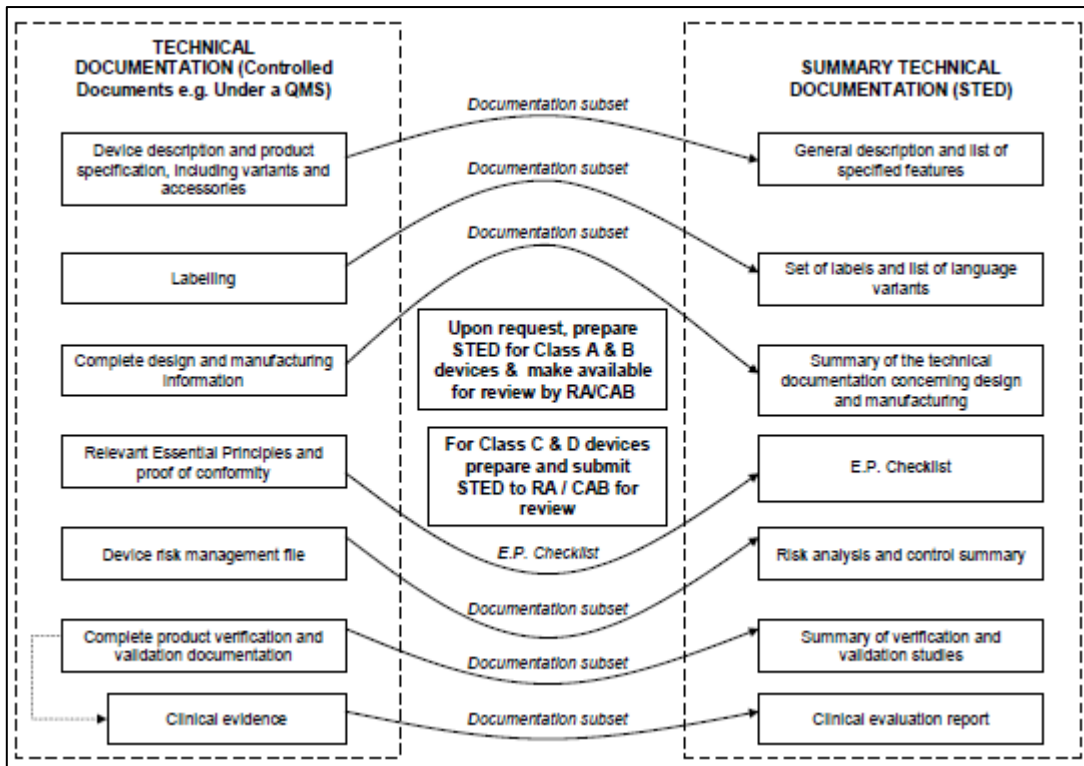 TECHNICAL
DOCUMENTATION (Controlled
Documents e.g. Under a QMS)
Device description and product
specification, including variants and
accessories
Labelling
Complete design and manufacturing
information
Relevant Essential Principles and
proof of conformity
Device risk management file
Complete product verification and
validation documentation
Clinical evidence
Documentation subset
Documentation subset
Documentation subset
Upon request, prepare
STED for Class A & B
devices & make available
for review by RA/CAB
For Class C & D devices
prepare and submit
STED to RA / CAB for
review
E.P. Checklist
Documentation subset
Documentation subset
Documentation subset
SUMMARY TECHNICAL
DOCUMENTATION (STED)
General description and list of
specified features
Set of labels and list of language
variants
Summary of the technical
documentation concerning design
and manufacturing
E.P. Checklist
Risk analysis and control summary
Summary of verification and
validation studies
Clinical evaluation report